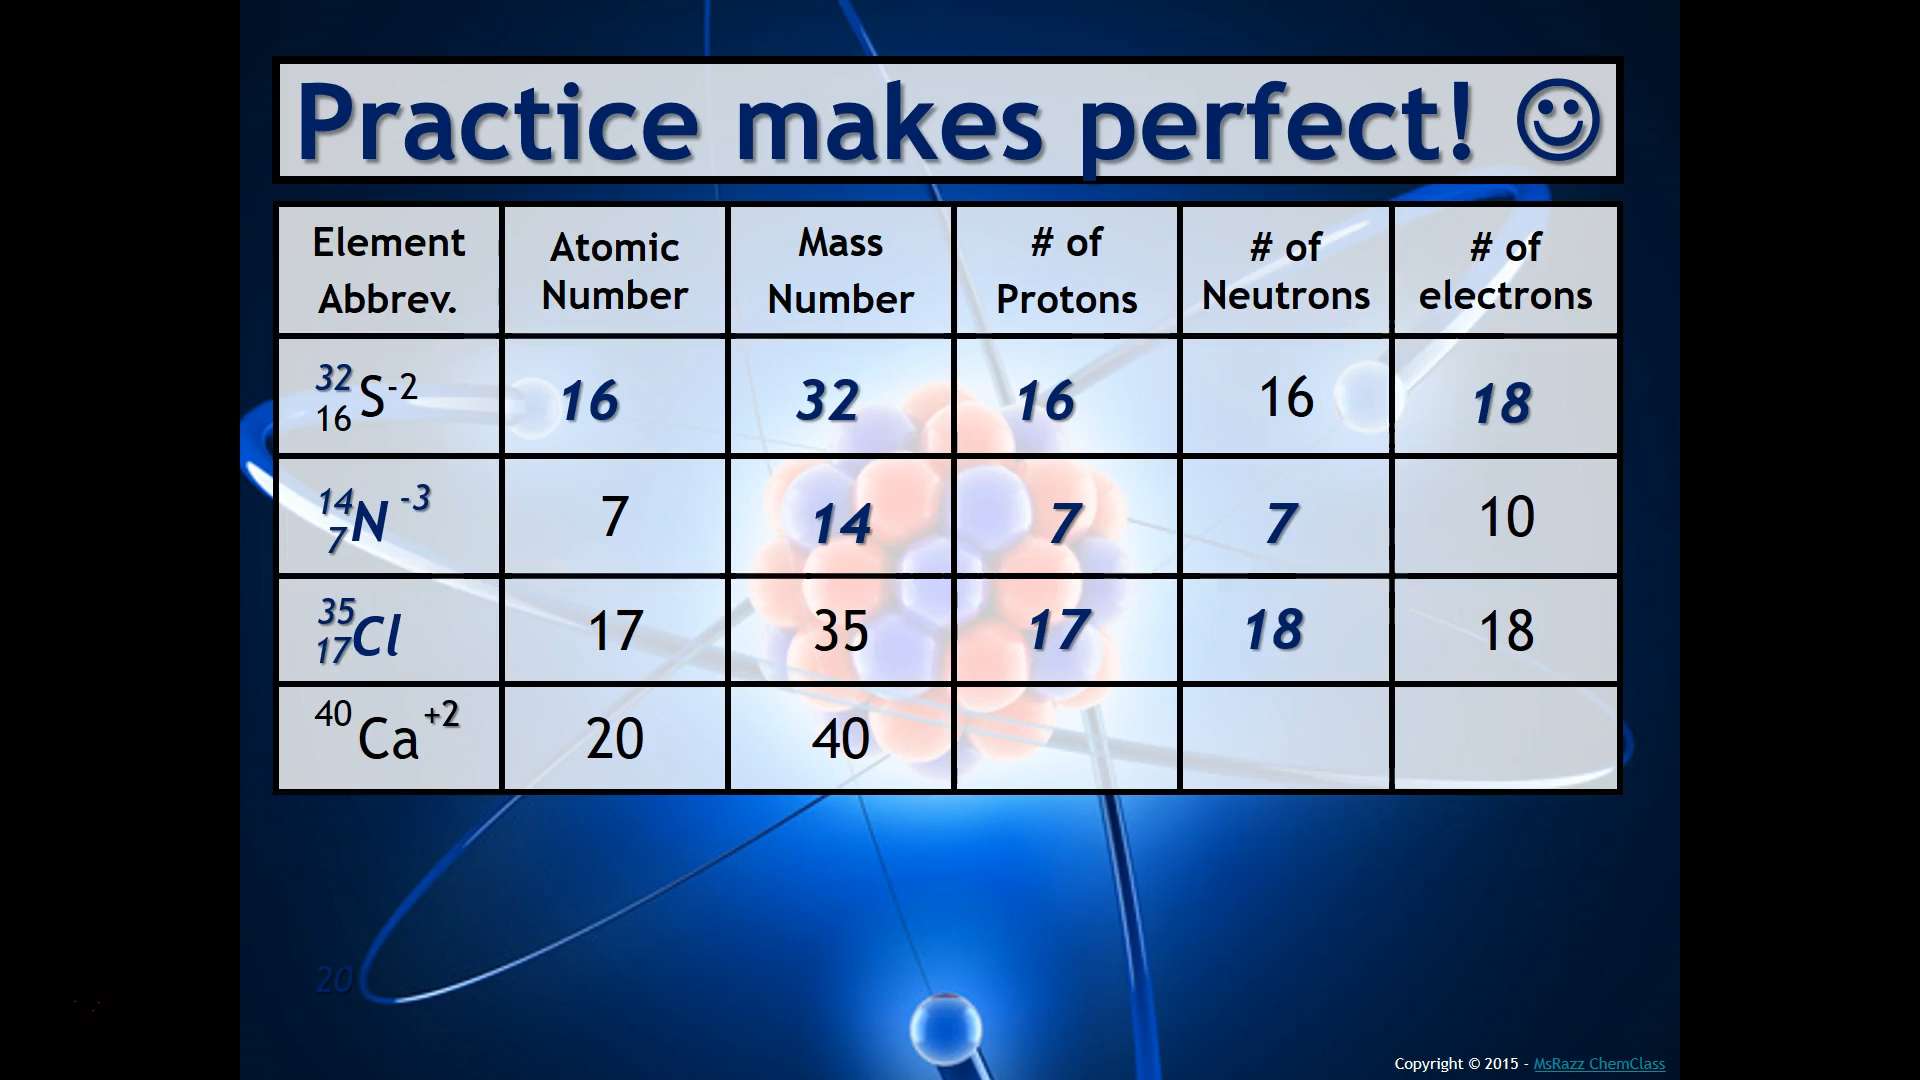 Practice makes perfect! ☺
Element Abbrev. Atomic Number Mass Number # of Protons # of Neutrons # of electrons
32 16 S -2 16 32 16 16 18
14 7 N -3 7 14 7 7 10
35 17 Cl 17 35 17 18 18
40 Ca +2 20 40
20
Copyright © 2015 - MsRazz ChemClass